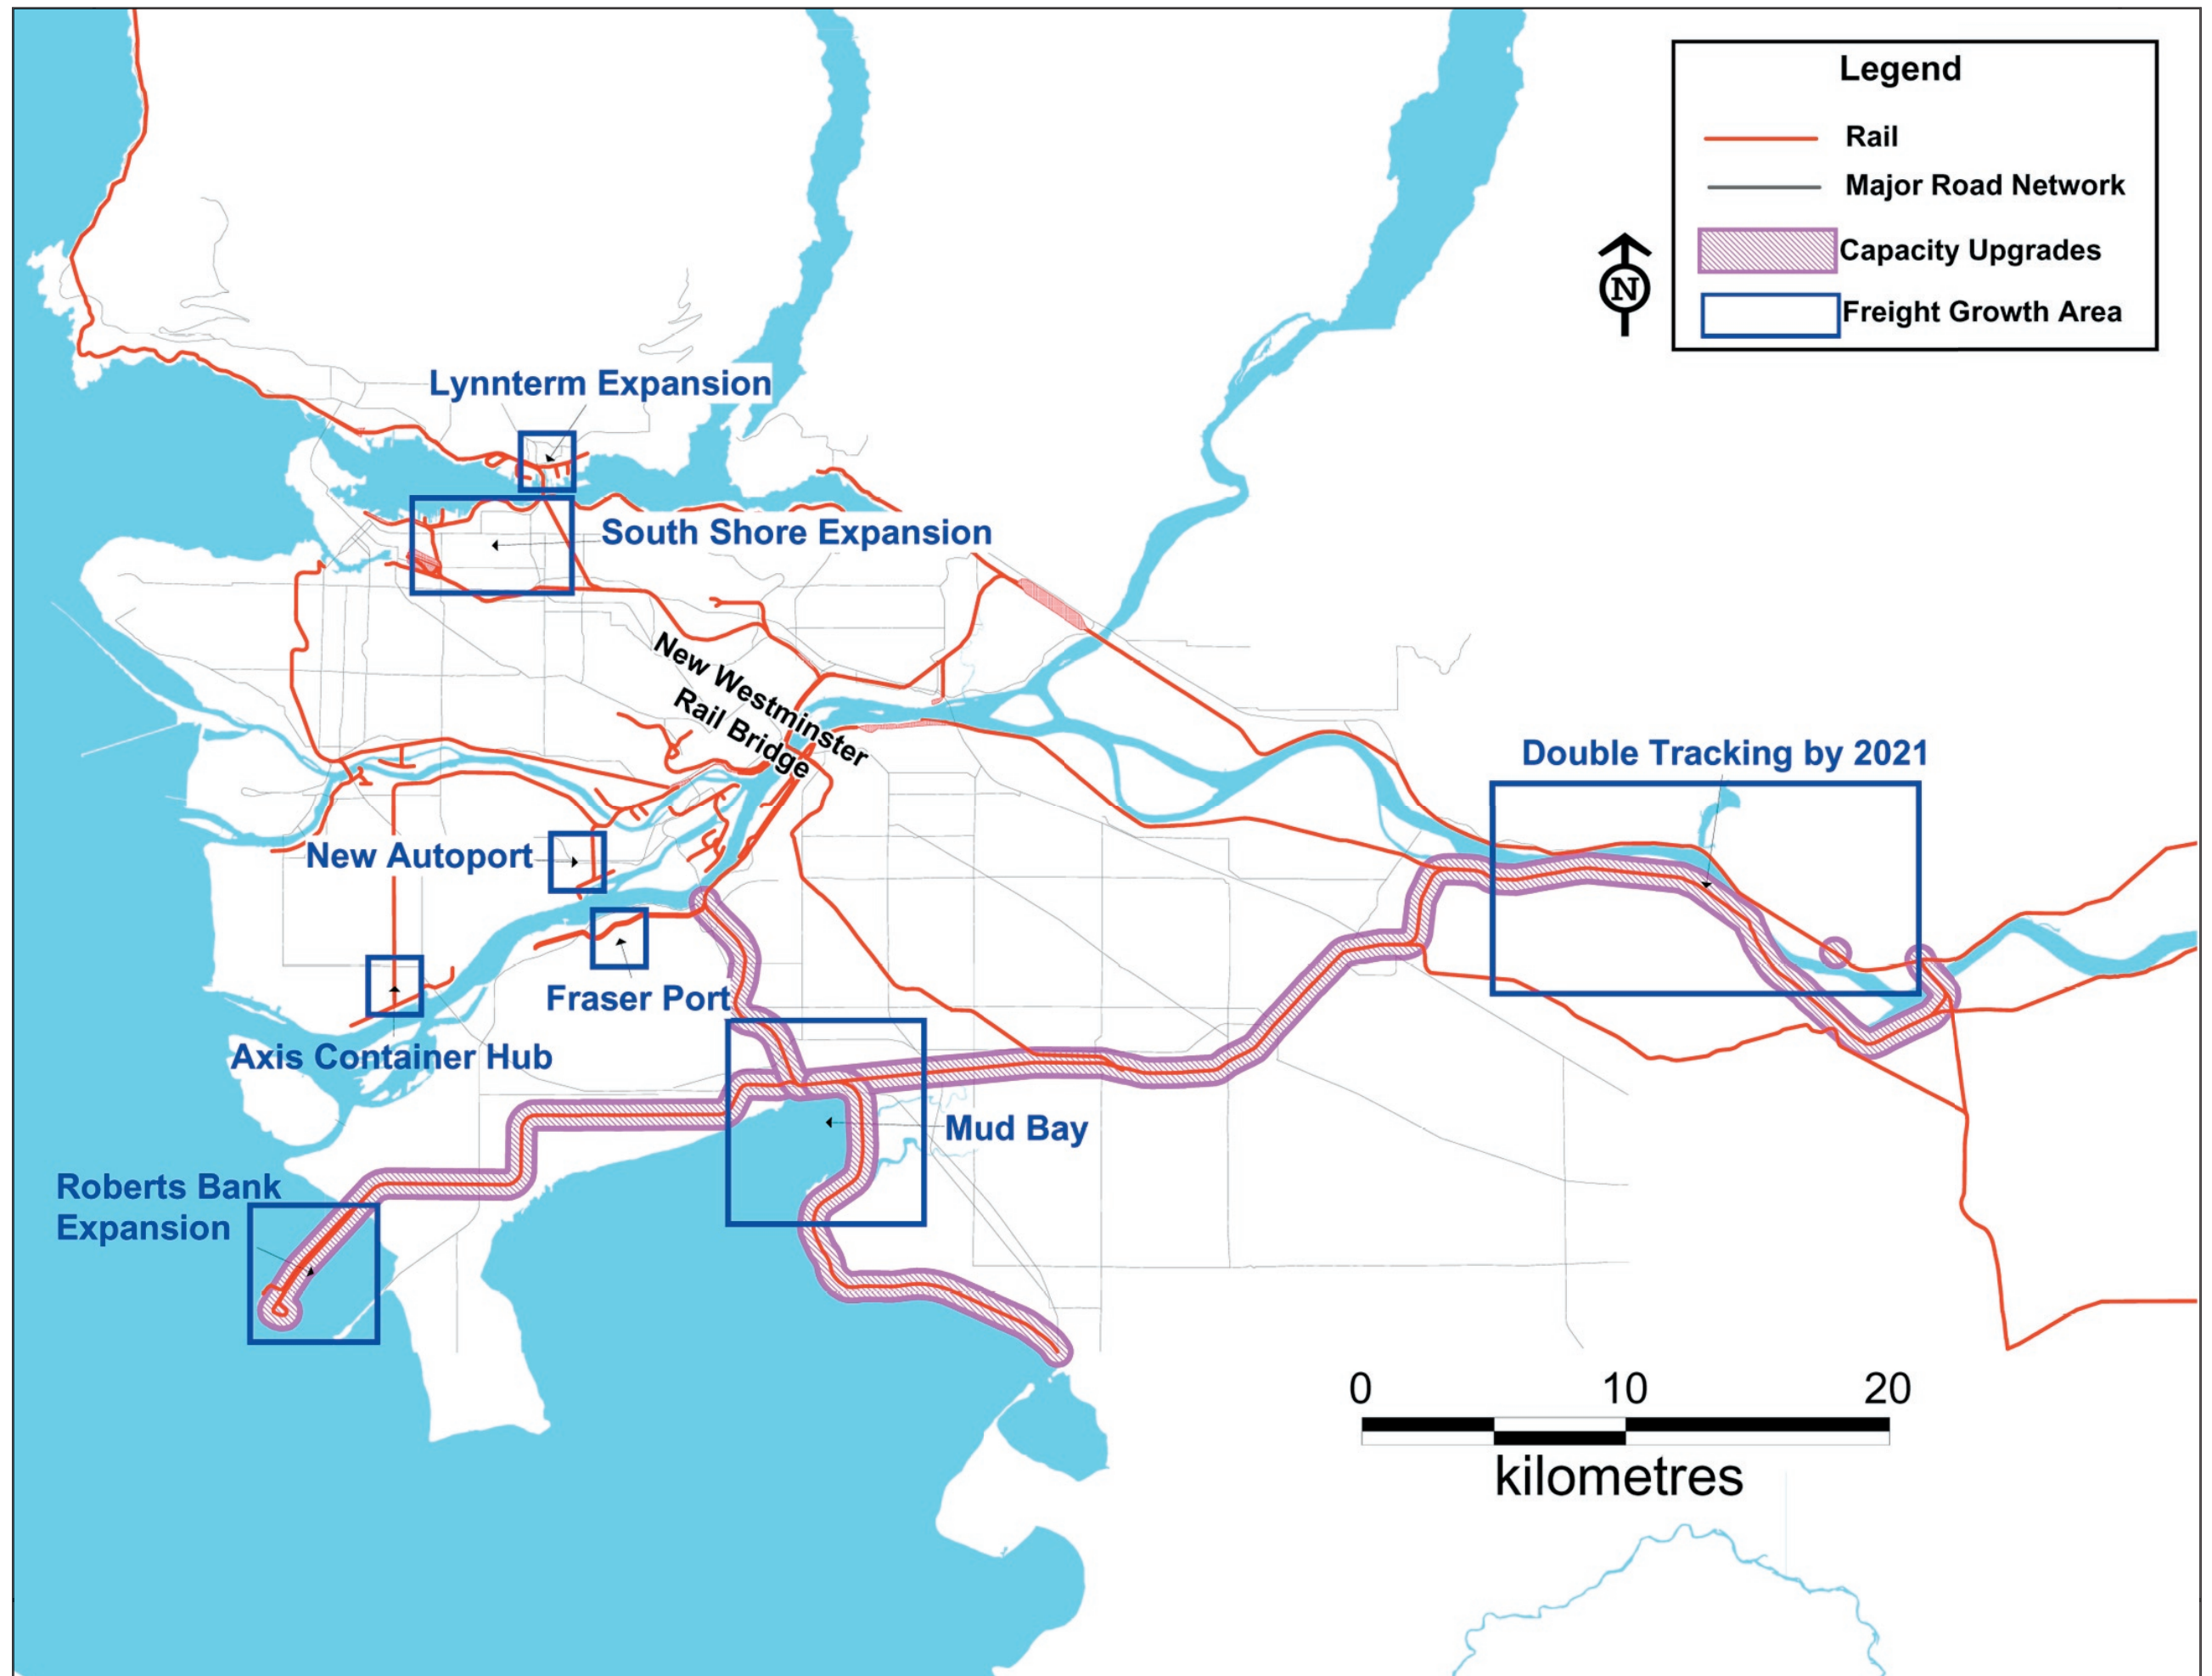 Legend
Rail
Major Road Network
Capacity Upgrades
Freight Growth Area
N
Lynnterm Expansion
South Shore Expansion
New Westminster
Rail Bridge
Double Tracking by 2021
New Autoport
Fraser Port
Axis Container Hub
Mud Bay
Roberts Bank
Expansion
0 10 20
kilometres